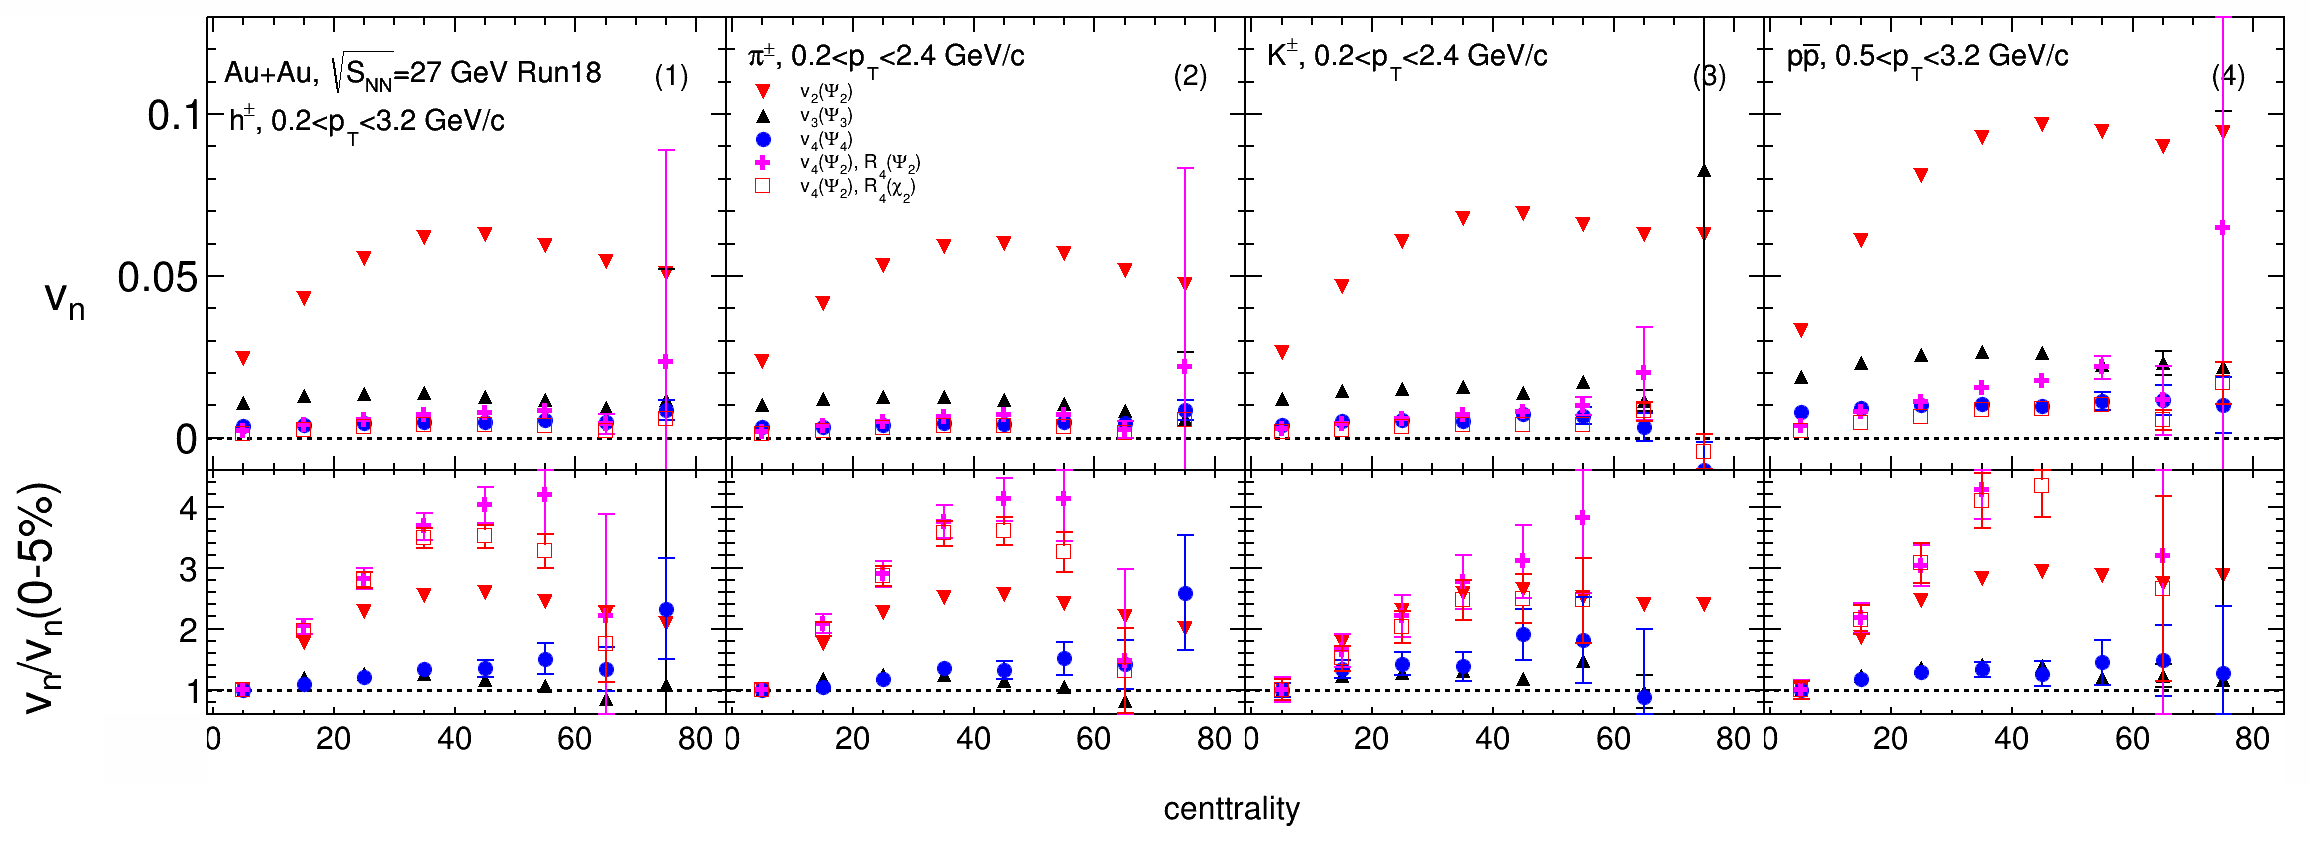 Au+Au, √S_NN=27 GeV Run18 (1)
h±, 0.2<p_T<3.2 GeV/c
π±, 0.2<p_T<2.4 GeV/c (2)
v_2(Ψ_2)
v_3(Ψ_3)
v_4(Ψ_4)
v_4(Ψ_2), R_4(Ψ_2)
v_4(Ψ_2), R_4(χ_2)
K±, 0.2<p_T<2.4 GeV/c (3)
pp̅, 0.5<p_T<3.2 GeV/c (4)
0.1
0.05
0
v_n
4
3
2
1
v_n/v_n(0-5%)
0 20 40 60 80 0 20 40 60 80 0 20 40 60 80 0 20 40 60 80
centtrality